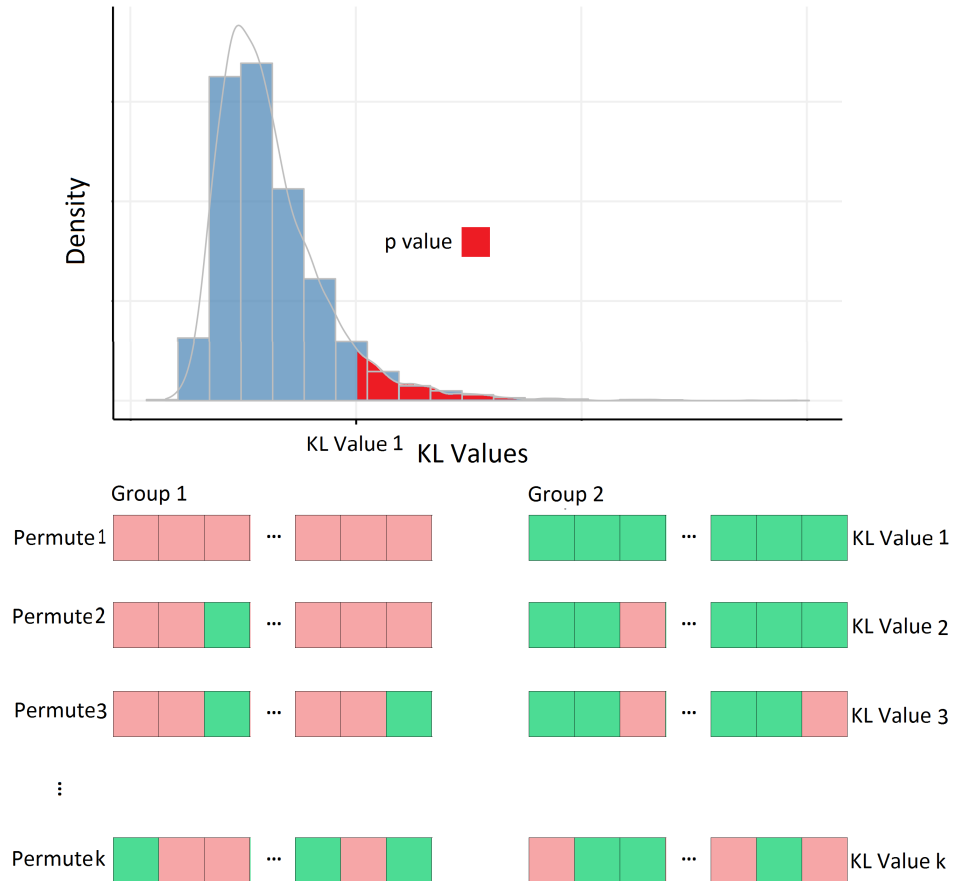 Density
p value
KL Value 1
KL Values
Group 1
Group 2
Permute1
...
...
KL Value 1
Permute2
...
...
KL Value 2
Permute3
...
...
KL Value 3
...
Permute k
...
...
KL Value k